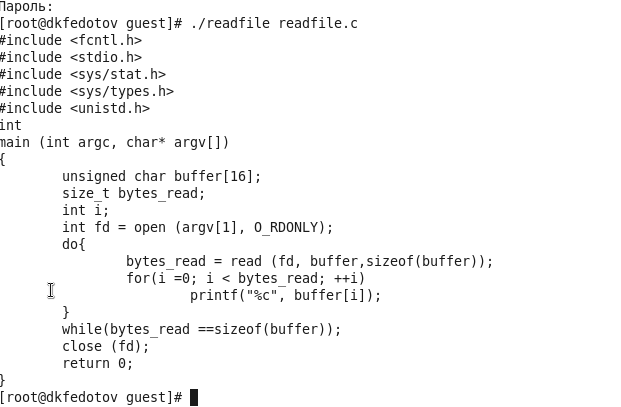 Пароль:
[root@dkfedotov guest]# ./readfile readfile.c
#include <fcntl.h>
#include <stdio.h>
#include <sys/stat.h>
#include <sys/types.h>
#include <unistd.h>
int
main (int argc, char* argv[])
{
        unsigned char buffer[16];
        size_t bytes_read;
        int i;
        int fd = open (argv[1], O_RDONLY);
        do{
                bytes_read = read (fd, buffer,sizeof(buffer));
                for(i =0; i < bytes_read; ++i)
                        printf("%c", buffer[i]);
        }
        while(bytes_read ==sizeof(buffer));
        close (fd);
        return 0;
}
[root@dkfedotov guest]#